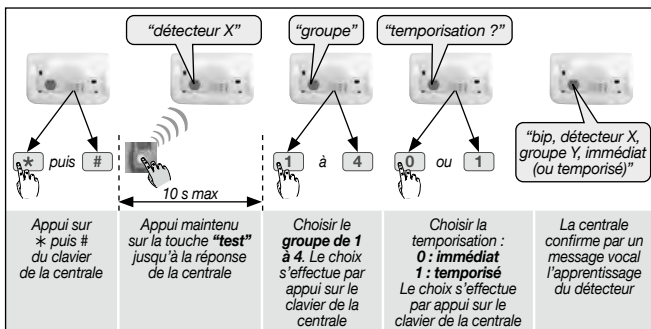 “détecteur X”
“groupe”
“temporisation ?”
“bip, détecteur X,
groupe Y, immédiat
(ou temporisé)”
* puis #
1 à 4
0 ou 1
10 s max
Appui sur
* puis #
du clavier
de la centrale
Appui maintenu
sur la touche “test”
jusqu’à la réponse
de la centrale
Choisir le
groupe de 1
à 4. Le choix
s’effectue par
appui sur le
clavier de la
centrale
Choisir la
temporisation :
0 : immédiat
1 : temporisé
Le choix s’effectue
par appui sur le
clavier de la centrale
La centrale
confirme par un
message vocal
l’apprentissage
du détecteur